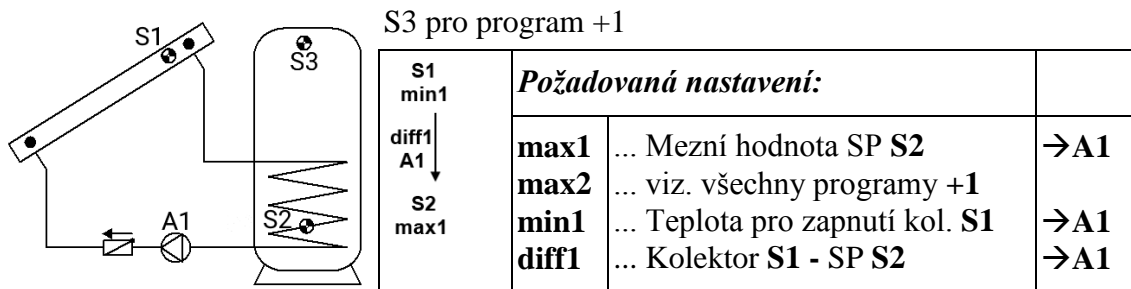 S3 pro program +1
S1
S3
S2
A1
S1
min1
diff1
A1
S2
max1
Požadovaná nastavení:
max1 ... Mezní hodnota SP S2 →A1
max2 ... viz. všechny programy +1
min1 ... Teplota pro zapnutí kol. S1 →A1
diff1 ... Kolektor S1 - SP S2 →A1